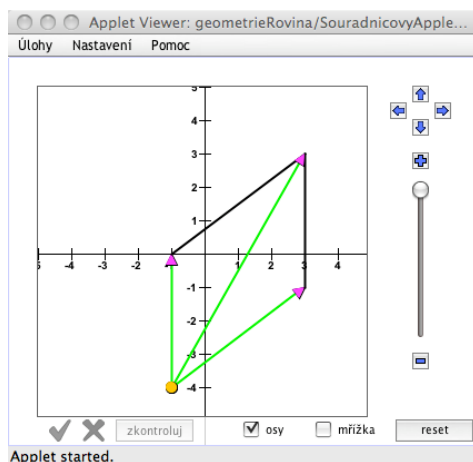 Applet Viewer: geometrieRovina/SouradnicovyApple...
Úlohy Nastavení Pomoc
5
4
3
2
1
-5 -4 -3 -2 -1 1 2 3 4
-1
-2
-3
-4
zkontroluj osy mřížka reset
Applet started.